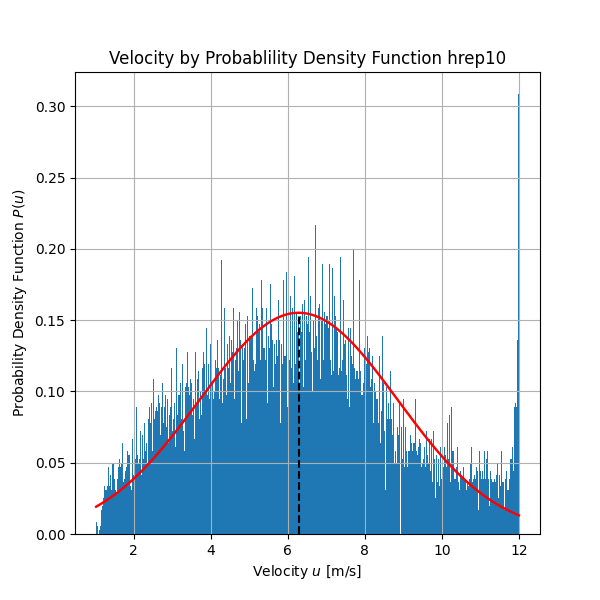 Velocity by Probablility Density Function hrep10
Probability Density Function P(u)
0.30
0.25
0.20
0.15
0.10
0.05
0.00
2 4 6 8 10 12
Velocity u [m/s]